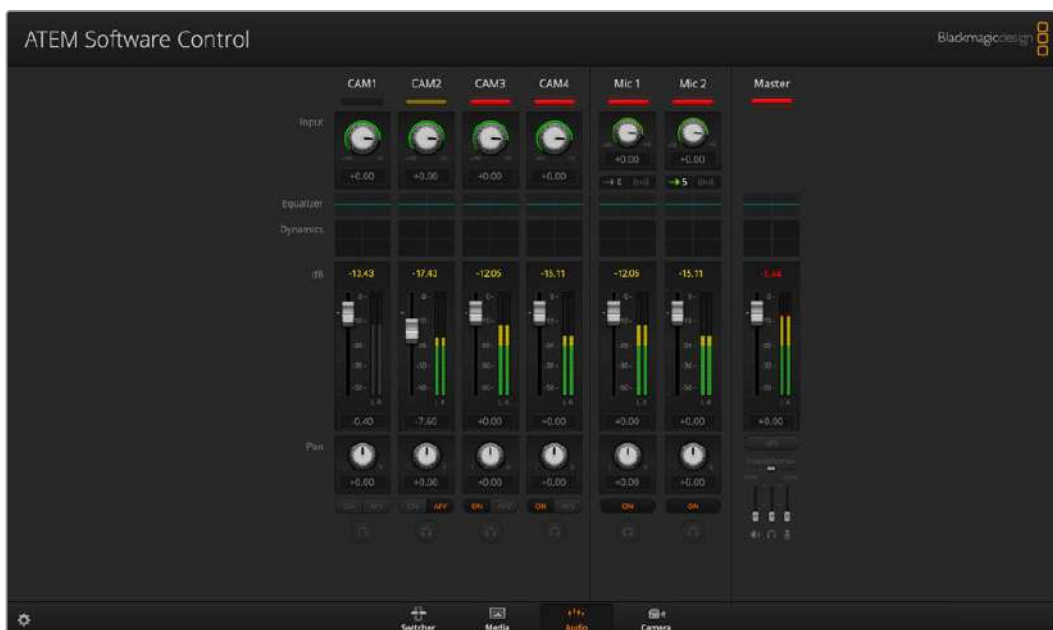 ATEM Software Control
Blackmagicdesign
CAM1 CAM2 CAM3 CAM4 Mic 1 Mic 2 Master
Input
+0.00 +0.00 +0.00 +0.00 +0.00 +0.00
Equalizer
Dynamics
dB -13.43 -17.43 -12.05 -15.11 -12.05 -15.11
-0.40 -7.60 +0.00 +0.00 +0.00 +0.00 +0.00
Pan
+0.00 +0.00 +0.00 +0.00 +0.00 +0.00
ON AFV ON AFV ON AFV ON AFV ON ON
Switcher Media Audio Camera